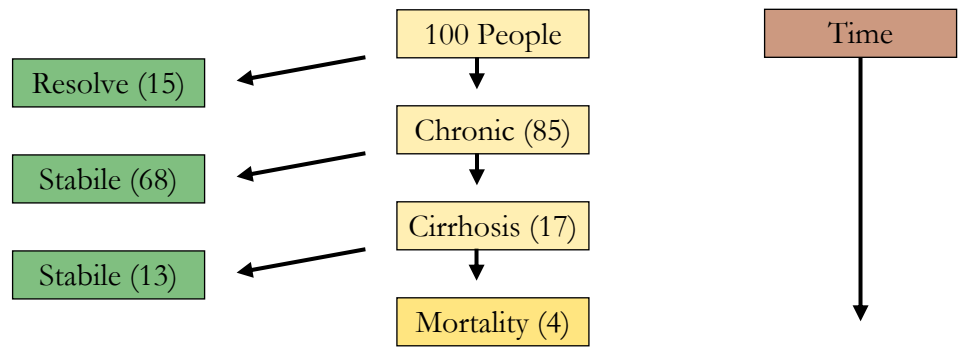 100 People
Time
Resolve (15)
Chronic (85)
Stabile (68)
Cirrhosis (17)
Stabile (13)
Mortality (4)